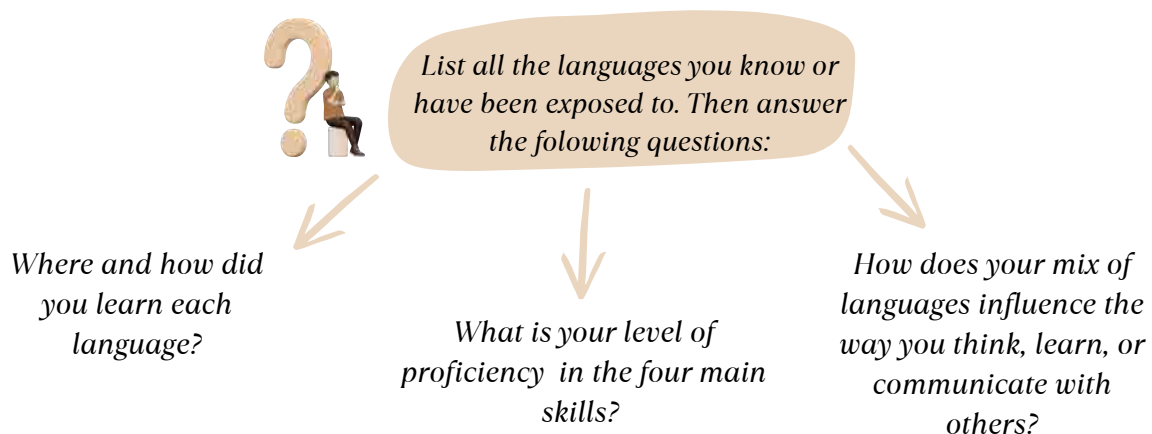 List all the languages you know or
have been exposed to. Then answer
the folowing questions:
Where and how did
you learn each
language?
What is your level of
proficiency in the four main
skills?
How does your mix of
languages influence the
way you think, learn, or
communicate with
others?